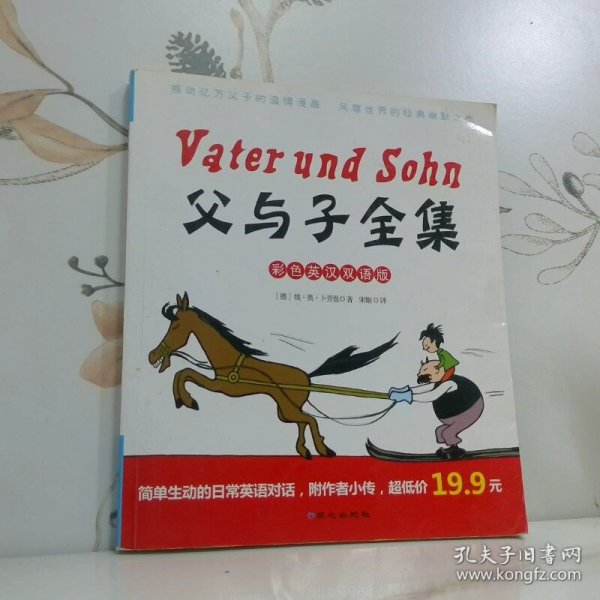 感动亿万父子的温情漫画 风靡世界的经典幽默之作
Vater und Sohn
父与子全集
彩色英汉双语版
[德]埃·奥·卜劳恩◎著 宋璇◎译
简单生动的日常英语对话，附作者小传，超低价 19.9元
孔夫子旧书网
www.kongfz.com